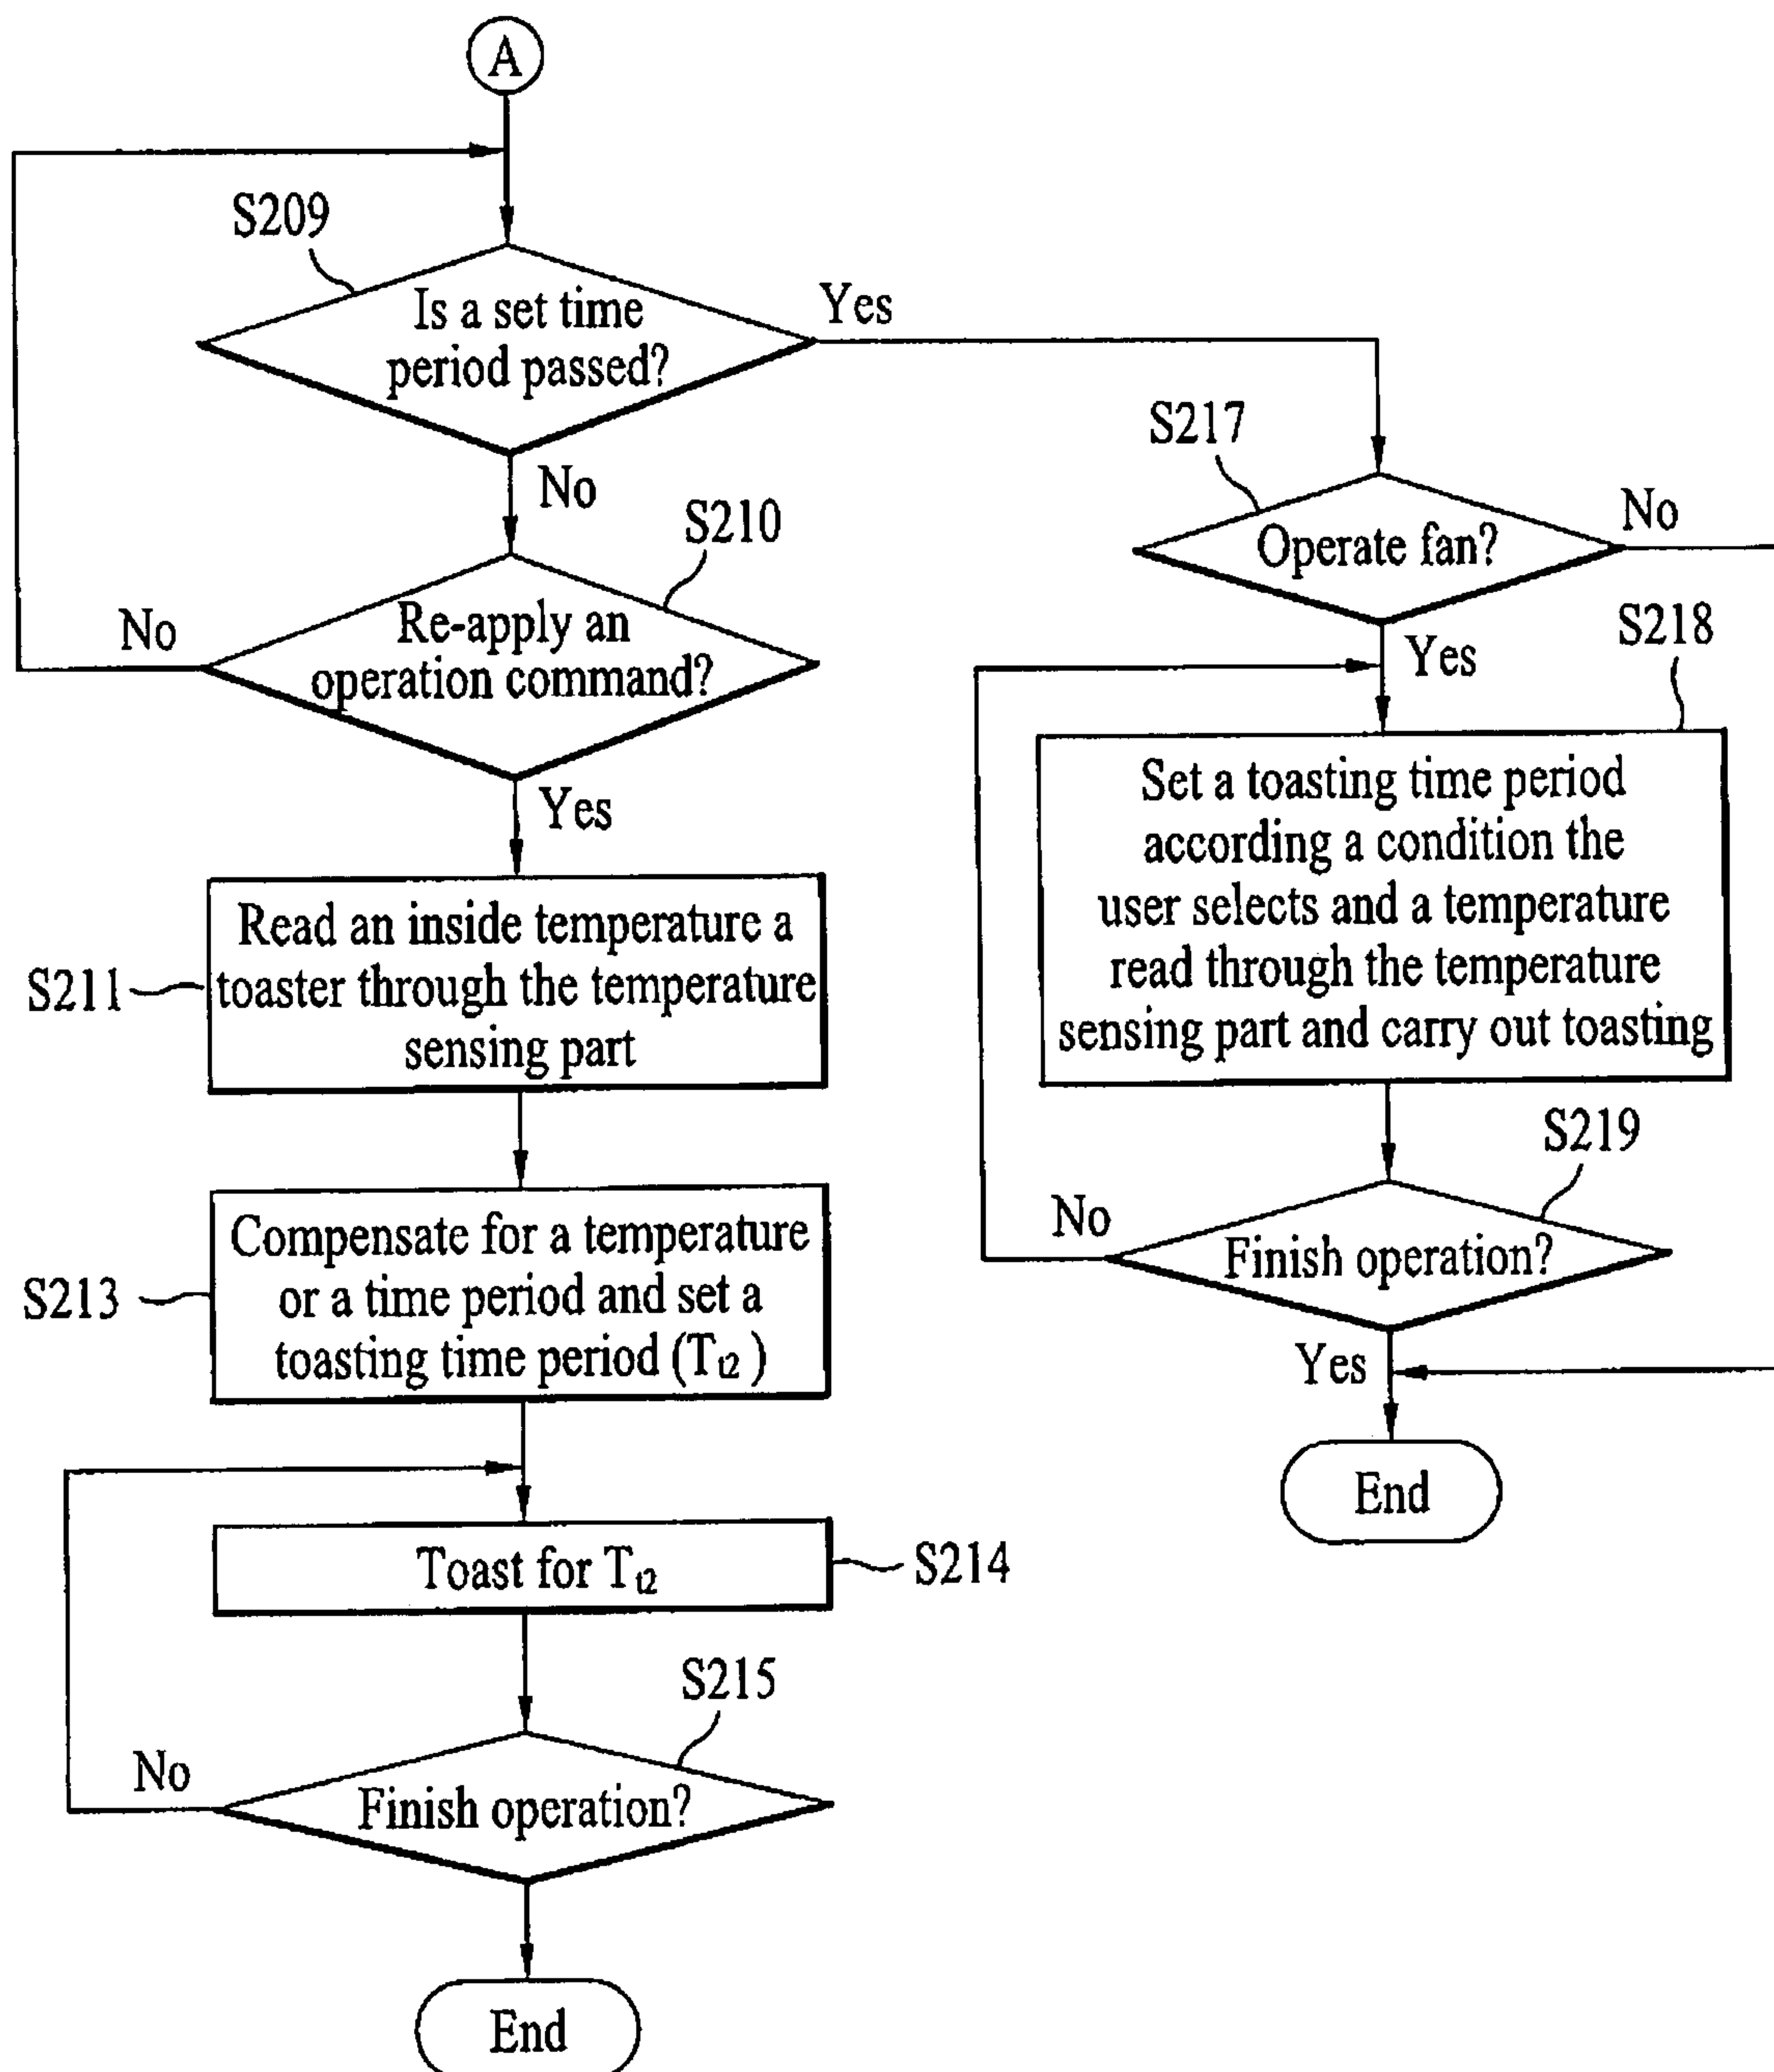 A
S209
Is a set time
period passed?
Yes
No
S210
Re-apply an
operation command?
No
Yes
S211
Read an inside temperature a
toaster through the temperature
sensing part
S213
Compensate for a temperature
or a time period and set a
toasting time period (Tt2)
Toast for Tt2
S214
S215
No
Finish operation?
End
S217
Operate fan?
No
Yes
S218
Set a toasting time period
according a condition the
user selects and a temperature
read through the temperature
sensing part and carry out toasting
S219
No
Finish operation?
Yes
End